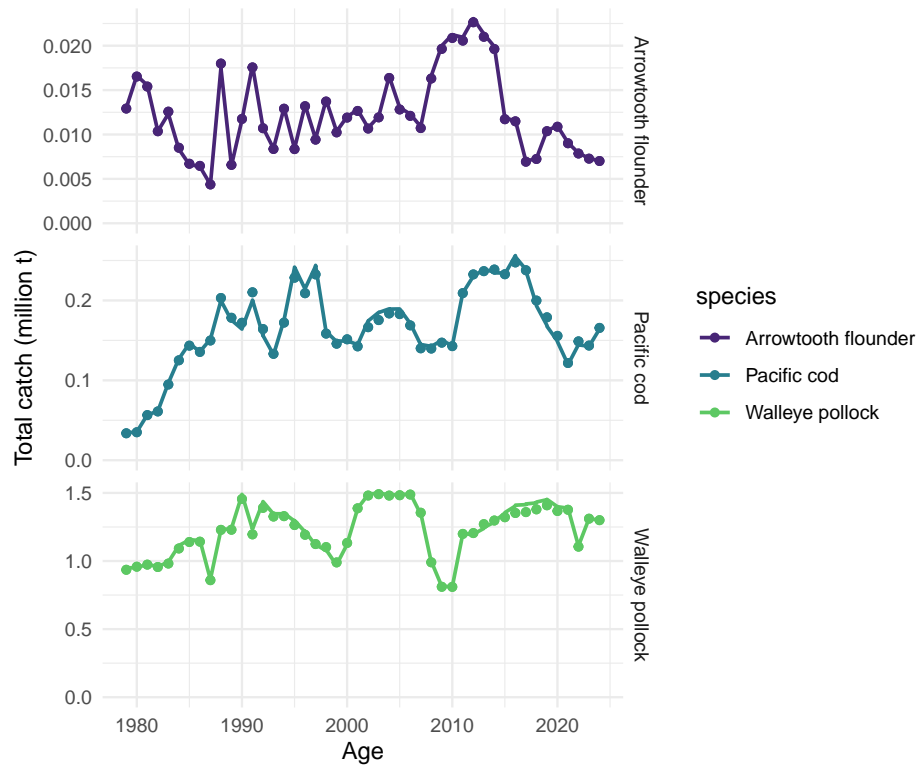 0.020
0.015
0.010
0.005
0.000
Arrowtooth flounder
0.2
0.1
0.0
Pacific cod
1.5
1.0
0.5
0.0
Walleye pollock
Total catch (million t)
1980 1990 2000 2010 2020
Age
species
Arrowtooth flounder
Pacific cod
Walleye pollock